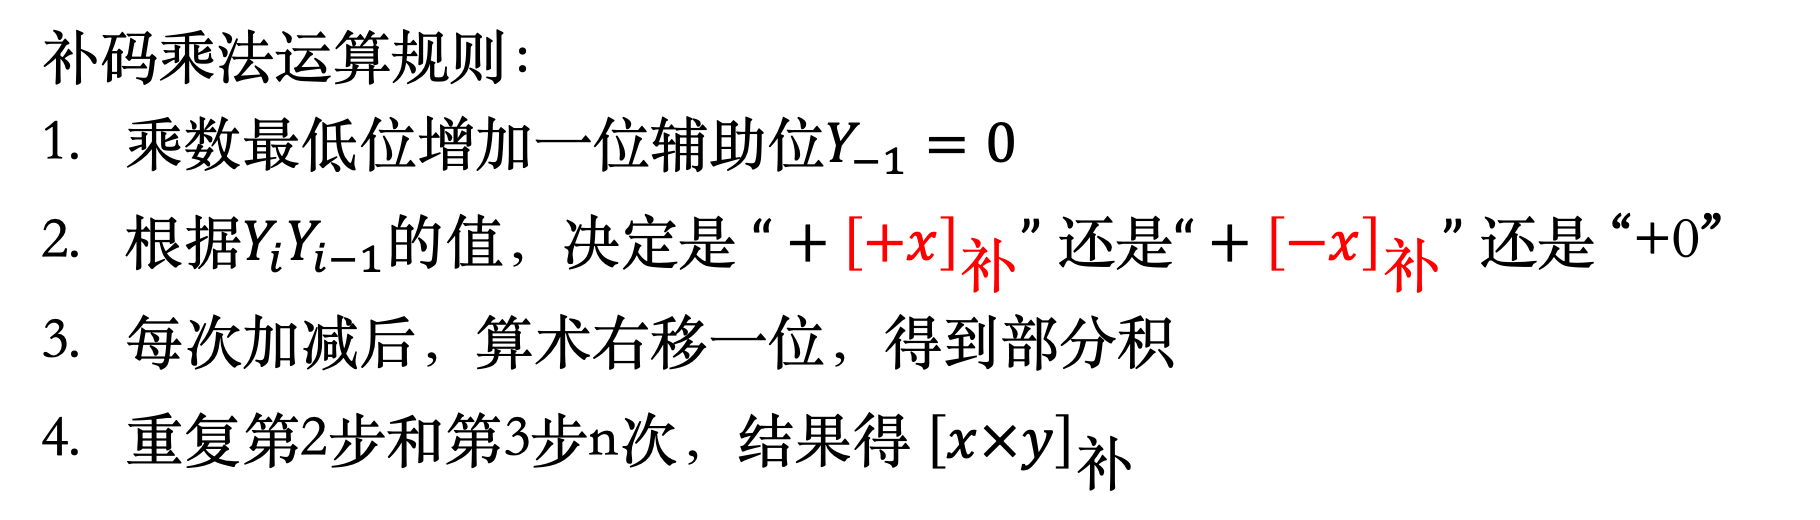 补码乘法运算规则：
1. 乘数最低位增加一位辅助位Y₋₁ = 0
2. 根据YᵢYᵢ₋₁的值，决定是 “ + [+x]补 ” 还是“ + [−x]补 ” 还是 “+0”
3. 每次加减后，算术右移一位，得到部分积
4. 重复第2步和第3步n次，结果得 [x×y]补